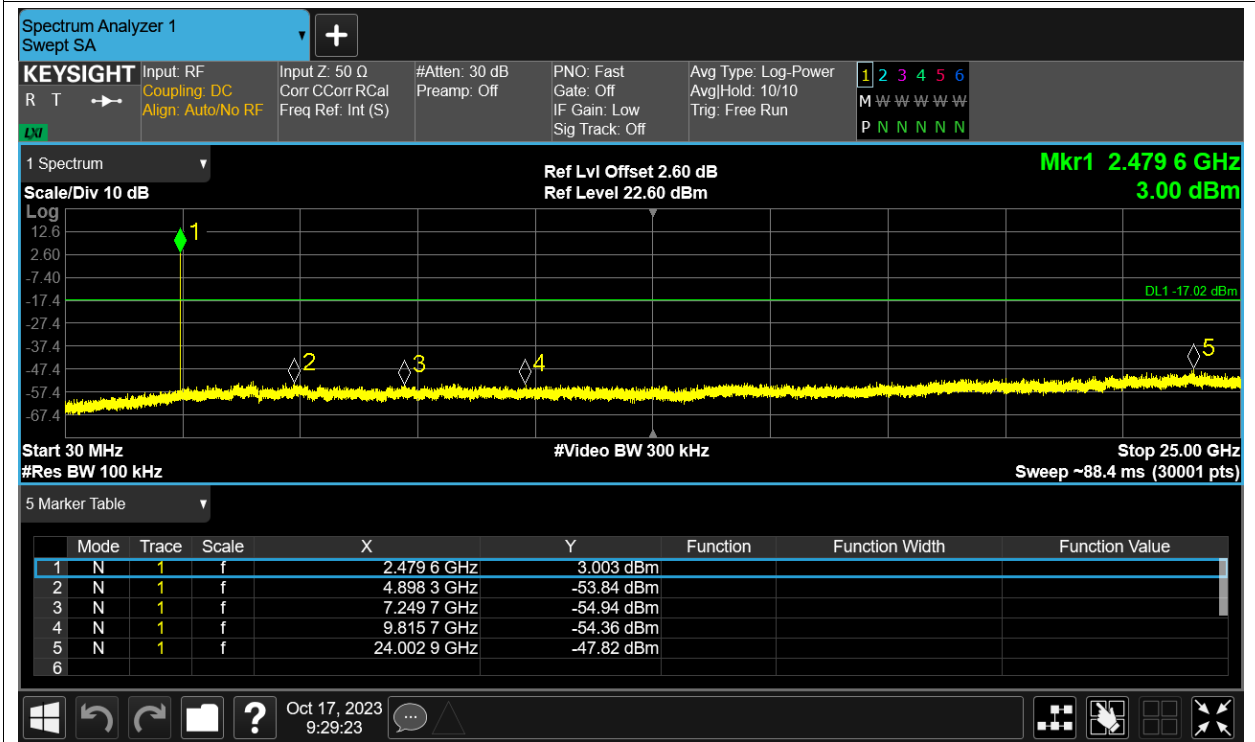 Spectrum Analyzer 1
Swept SA
+
KEYSIGHT
R T
LXI
Input: RF
Coupling: DC
Align: Auto/No RF
Input Z: 50 Ω
Corr CCorr RCal
Freq Ref: Int (S)
#Atten: 30 dB
Preamp: Off
PNO: Fast
Gate: Off
IF Gain: Low
Sig Track: Off
Avg Type: Log-Power
Avg|Hold: 10/10
Trig: Free Run
1 2 3 4 5 6
M W W W W W
P N N N N N
1 Spectrum
Scale/Div 10 dB
Ref Lvl Offset 2.60 dB
Ref Level 22.60 dBm
Mkr1 2.479 6 GHz
3.00 dBm
Log
12.6
2.60
-7.40
-17.4
-27.4
-37.4
-47.4
-57.4
-67.4
1
2
3
4
5
DL1 -17.02 dBm
Start 30 MHz
#Video BW 300 kHz
Stop 25.00 GHz
#Res BW 100 kHz
Sweep ~88.4 ms (30001 pts)
5 Marker Table
Mode Trace Scale X Y Function Function Width Function Value
1 N 1 f 2.479 6 GHz 3.003 dBm
2 N 1 f 4.898 3 GHz -53.84 dBm
3 N 1 f 7.249 7 GHz -54.94 dBm
4 N 1 f 9.815 7 GHz -54.36 dBm
5 N 1 f 24.002 9 GHz -47.82 dBm
6
?
Oct 17, 2023
9:29:23